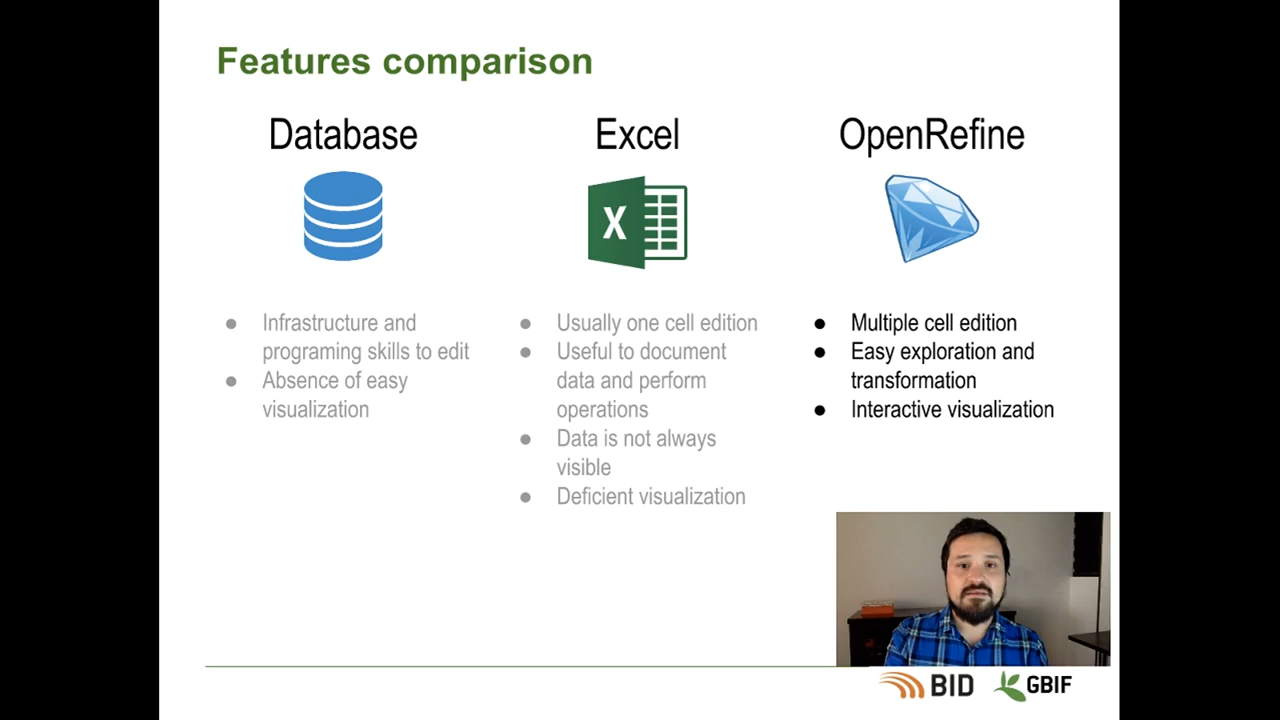 Features comparison
Database
Excel
OpenRefine
X
● Infrastructure and
programing skills to edit
● Absence of easy
visualization
● Usually one cell edition
● Useful to document
data and perform
operations
● Data is not always
visible
● Deficient visualization
● Multiple cell edition
● Easy exploration and
transformation
● Interactive visualization
BID
GBIF